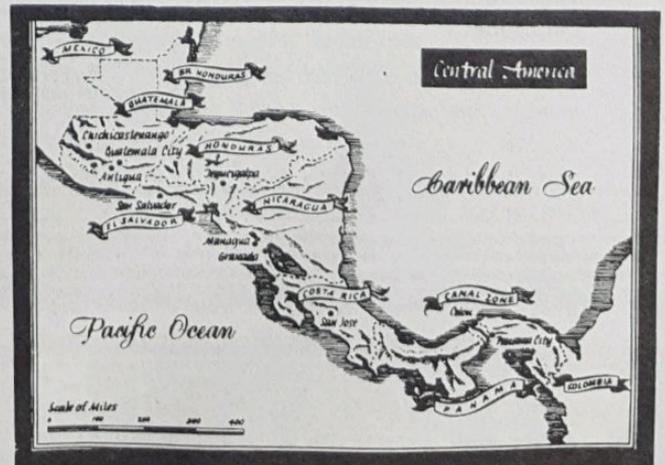 Central America
MEXICO
BR. HONDURAS
GUATEMALA
Chichicastenango
Guatemala City
HONDURAS
Antigua
Tegucigalpa
San Salvador
NICARAGUA
EL SALVADOR
Caribbean Sea
Managua
Granada
COSTA RICA
CANAL ZONE
Colon
San Jose
Panama City
Pacific Ocean
COLOMBIA
PANAMA
Scale of Miles
0 100 200 300 400